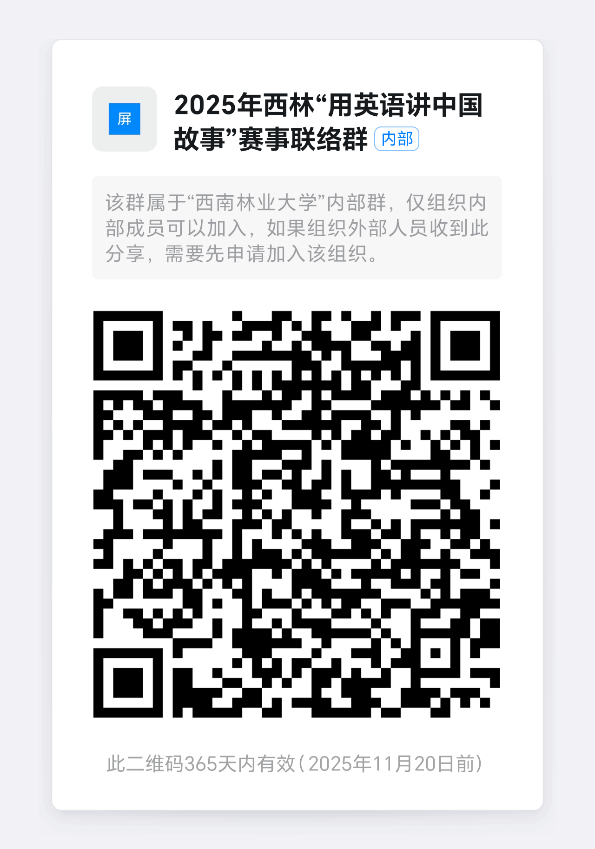 屏
2025年西林“用英语讲中国
故事”赛事联络群 内部
该群属于“西南林业大学”内部群，仅组织内
部成员可以加入，如果组织外部人员收到此
分享，需要先申请加入该组织。
此二维码365天内有效（2025年11月20日前）